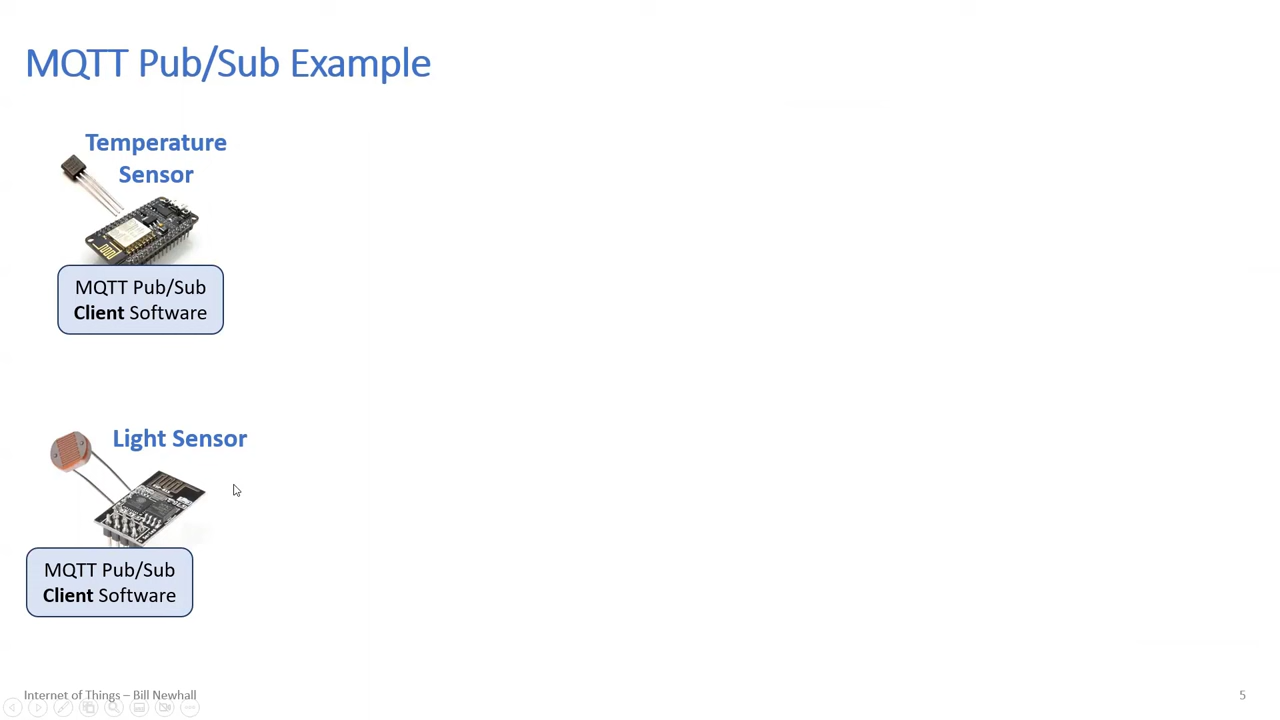 MQTT Pub/Sub Example
Temperature
Sensor
MQTT Pub/Sub
Client Software
Light Sensor
MQTT Pub/Sub
Client Software
Internet of Things – Bill Newhall
5